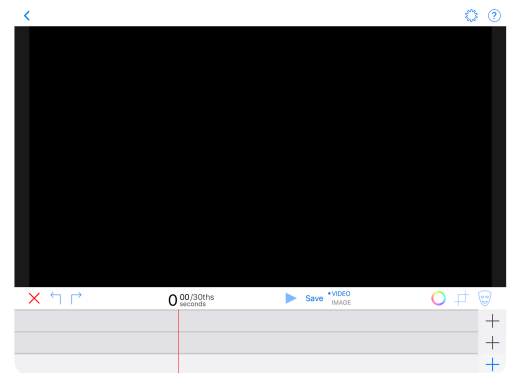 ?
0 00/30ths
seconds
Save • VIDEO
IMAGE